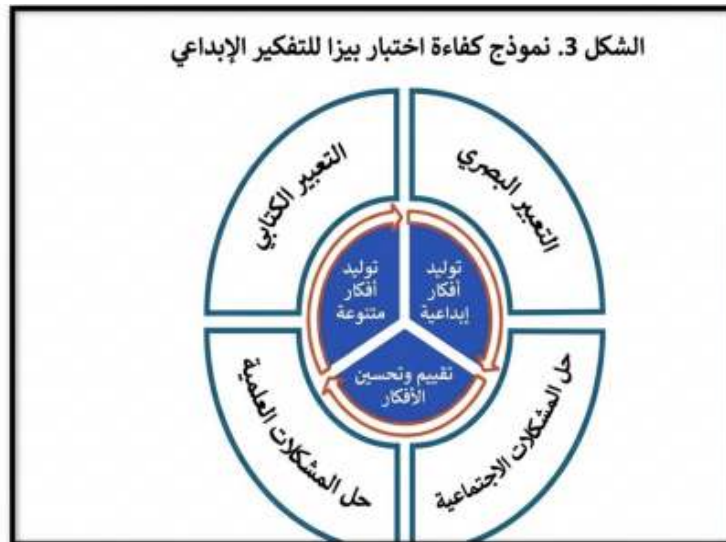 الشكل 3. نموذج كفاءة اختبار بيزا للتفكير الإبداعي
التعبير البصري
التعبير الكتابي
توليد
أفكار
إبداعية
توليد
أفكار
متنوعة
تقييم وتحسين
الأفكار
حل المشكلات الاجتماعية
حل المشكلات العلمية